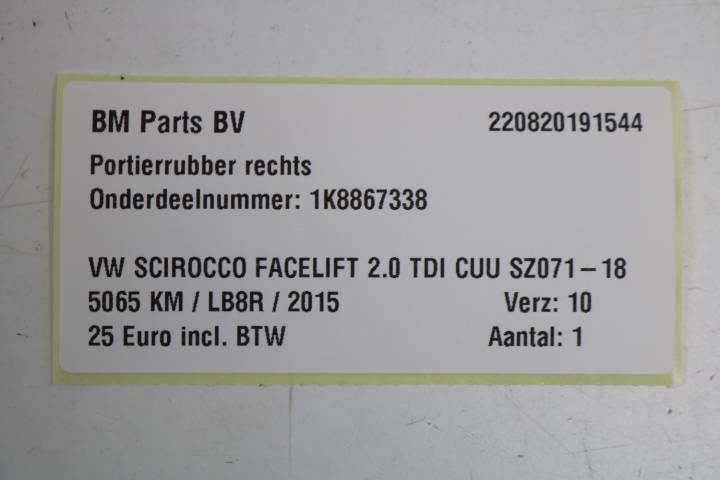 BM Parts BV 220820191544
Portierrubber rechts
Onderdeelnummer: 1K8867338
VW SCIROCCO FACELIFT 2.0 TDI CUU SZ071-18
5065 KM / LB8R / 2015 Verz: 10
25 Euro incl. BTW Aantal: 1